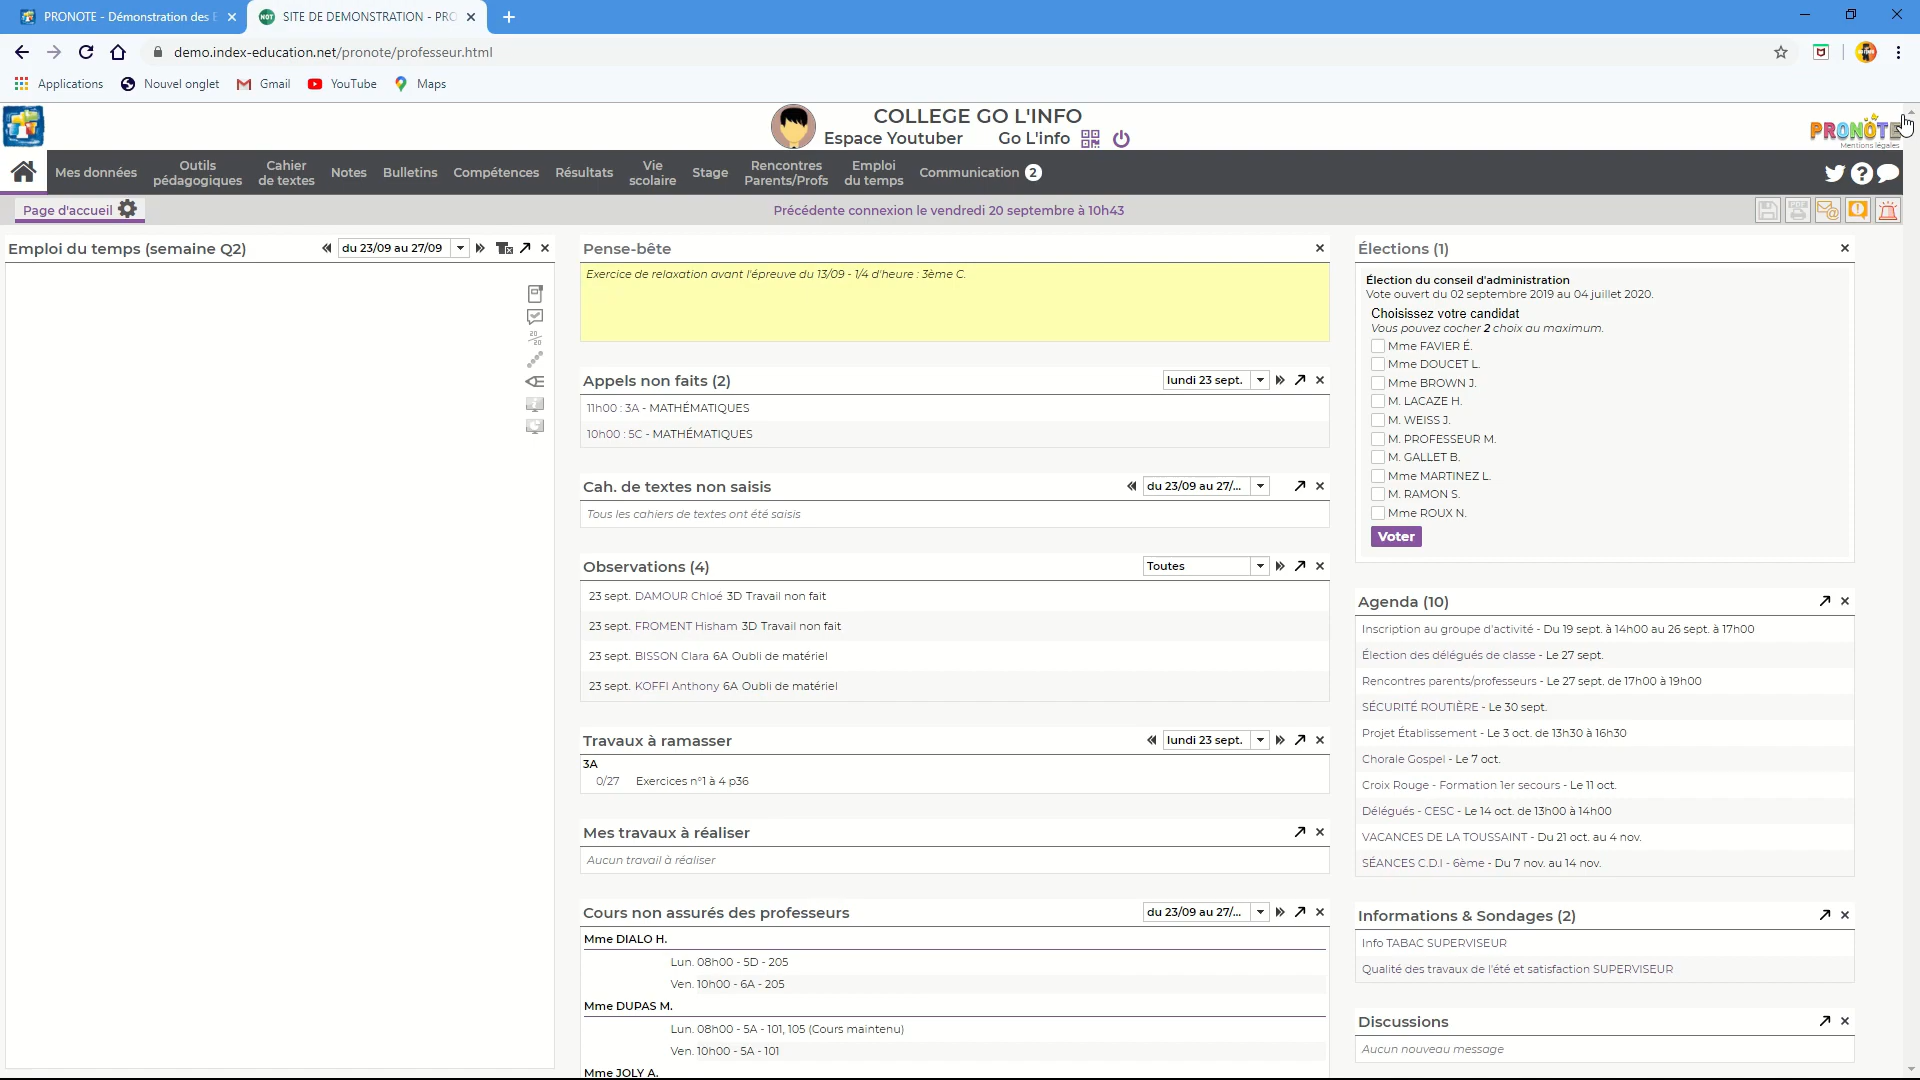 PRONOTE - Démonstration des E
SITE DE DEMONSTRATION - PRO
demo.index-education.net/pronote/professeur.html
Applications
Nouvel onglet
Gmail
YouTube
Maps
COLLEGE GO L'INFO
Espace Youtuber Go L'info
PRONOTE
Mentions légales
Mes données
Outils pédagogiques
Cahier de textes
Notes
Bulletins
Compétences
Résultats
Vie scolaire
Stage
Rencontres Parents/Profs
Emploi du temps
Communication 2
Page d'accueil
Précédente connexion le vendredi 20 septembre à 10h43
Emploi du temps (semaine Q2)
du 23/09 au 27/09
Pense-bête
Exercice de relaxation avant l'épreuve du 13/09 - 1/4 d'heure : 3ème C.
Appels non faits (2)
lundi 23 sept.
11h00 : 3A - MATHÉMATIQUES
10h00 : 5C - MATHÉMATIQUES
Cah. de textes non saisis
du 23/09 au 27/...
Tous les cahiers de textes ont été saisis
Observations (4)
Toutes
23 sept. DAMOUR Chloé 3D Travail non fait
23 sept. FROMENT Hisham 3D Travail non fait
23 sept. BISSON Clara 6A Oubli de matériel
23 sept. KOFFI Anthony 6A Oubli de matériel
Travaux à ramasser
lundi 23 sept.
3A
0/27 Exercices n°1 à 4 p36
Mes travaux à réaliser
Aucun travail à réaliser
Cours non assurés des professeurs
du 23/09 au 27/...
Mme DIALO H.
Lun. 08h00 - 5D - 205
Ven. 10h00 - 6A - 205
Mme DUPAS M.
Lun. 08h00 - 5A - 101, 105 (Cours maintenu)
Ven. 10h00 - 5A - 101
Mme JOLY A.
Élections (1)
Élection du conseil d'administration
Vote ouvert du 02 septembre 2019 au 04 juillet 2020.
Choisissez votre candidat
Vous pouvez cocher 2 choix au maximum.
Mme FAVIER É.
Mme DOUCET L.
Mme BROWN J.
M. LACAZE H.
M. WEISS J.
M. PROFESSEUR M.
M. GALLET B.
Mme MARTINEZ L.
M. RAMON S.
Mme ROUX N.
Voter
Agenda (10)
Inscription au groupe d'activité - Du 19 sept. à 14h00 au 26 sept. à 17h00
Élection des délégués de classe - Le 27 sept.
Rencontres parents/professeurs - Le 27 sept. de 17h00 à 19h00
SÉCURITÉ ROUTIÈRE - Le 30 sept.
Projet Établissement - Le 3 oct. de 13h30 à 16h30
Chorale Gospel - Le 7 oct.
Croix Rouge - Formation 1er secours - Le 11 oct.
Délégués - CESC - Le 14 oct. de 13h00 à 14h00
VACANCES DE LA TOUSSAINT - Du 21 oct. au 4 nov.
SÉANCES C.D.I - 6ème - Du 7 nov. au 14 nov.
Informations & Sondages (2)
Info TABAC SUPERVISEUR
Qualité des travaux de l'été et satisfaction SUPERVISEUR
Discussions
Aucun nouveau message